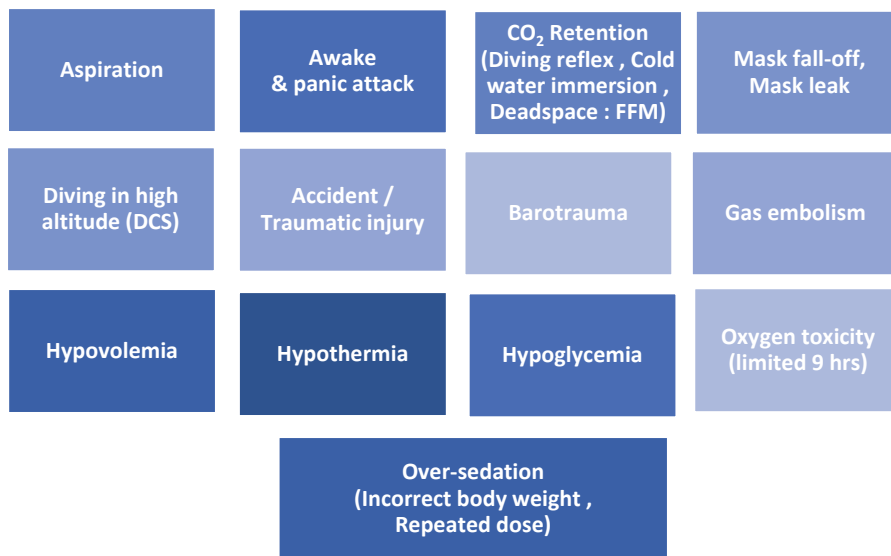 Aspiration
Awake
& panic attack
CO₂ Retention
(Diving reflex , Cold
water immersion ,
Deadspace : FFM)
Mask fall-off,
Mask leak
Diving in high
altitude (DCS)
Accident /
Traumatic injury
Barotrauma
Gas embolism
Hypovolemia
Hypothermia
Hypoglycemia
Oxygen toxicity
(limited 9 hrs)
Over-sedation
(Incorrect body weight ,
Repeated dose)